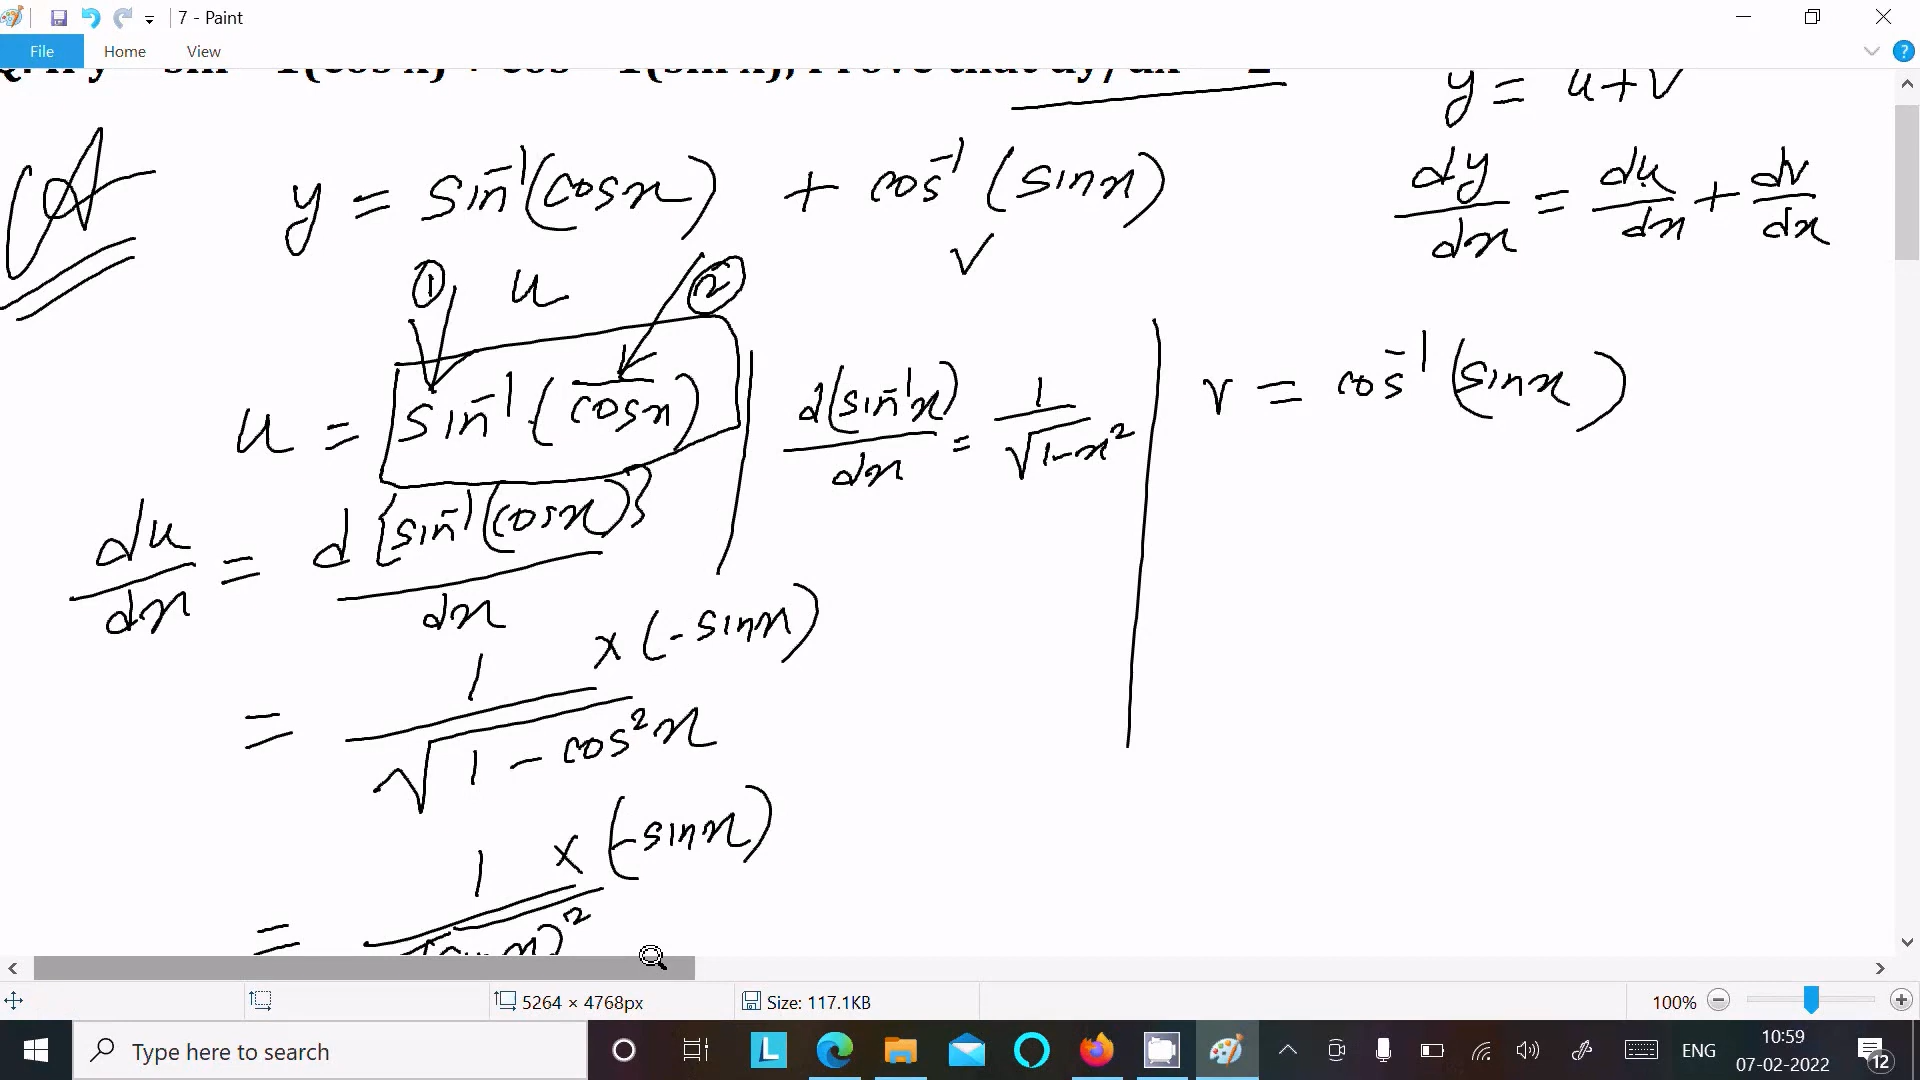 7 - Paint
File Home View
y = u+v
y = sin⁻¹(cosx) + cos⁻¹(sinx)
dy/dx = du/dx + dv/dx
① u ② v
u = sin⁻¹(cosx)
d(sin⁻¹x)/dx = 1/√1-x²
v = cos⁻¹(sinx)
du/dx = d{sin⁻¹(cosx)}/dx
= 1/√1-cos²x × (-sinx)
= 1 × (-sinx)
5264 × 4768px Size: 117.1KB 100%
Type here to search
ENG 10:59
07-02-2022 12